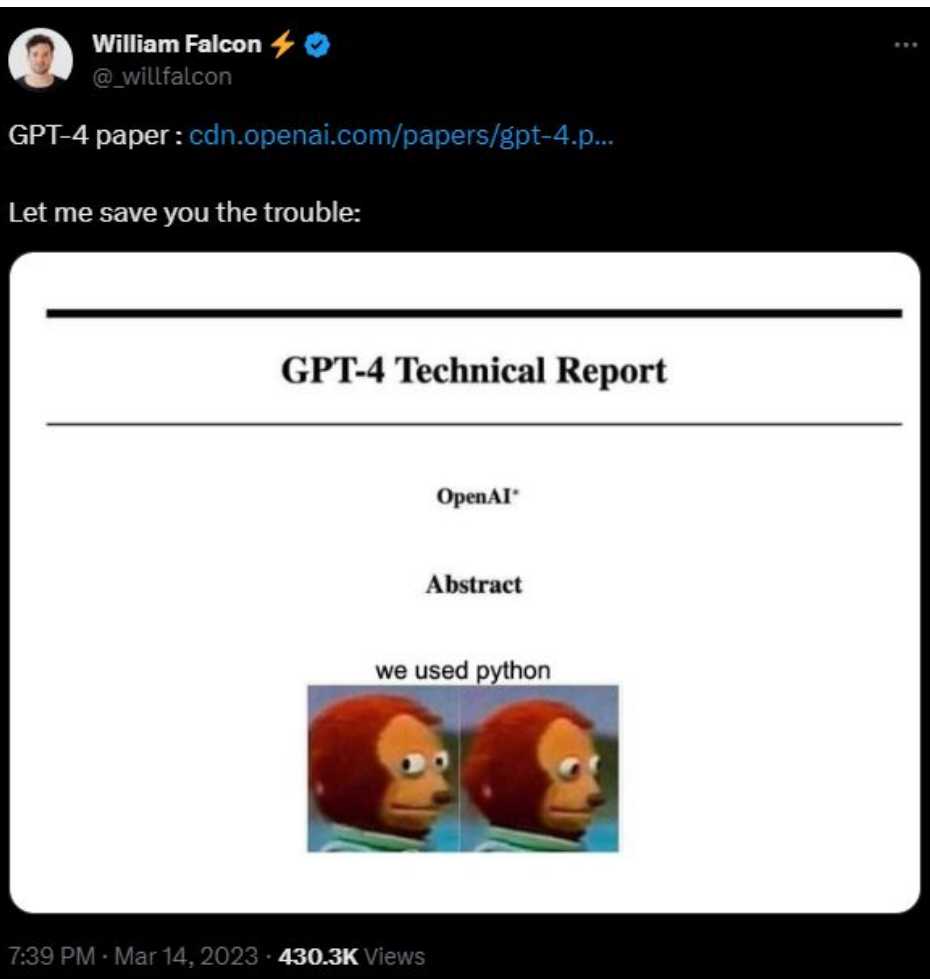 William Falcon ⚡
@_willfalcon
GPT-4 paper : cdn.openai.com/papers/gpt-4.p...
Let me save you the trouble:
GPT-4 Technical Report
OpenAI*
Abstract
we used python
7:39 PM · Mar 14, 2023 · 430.3K Views